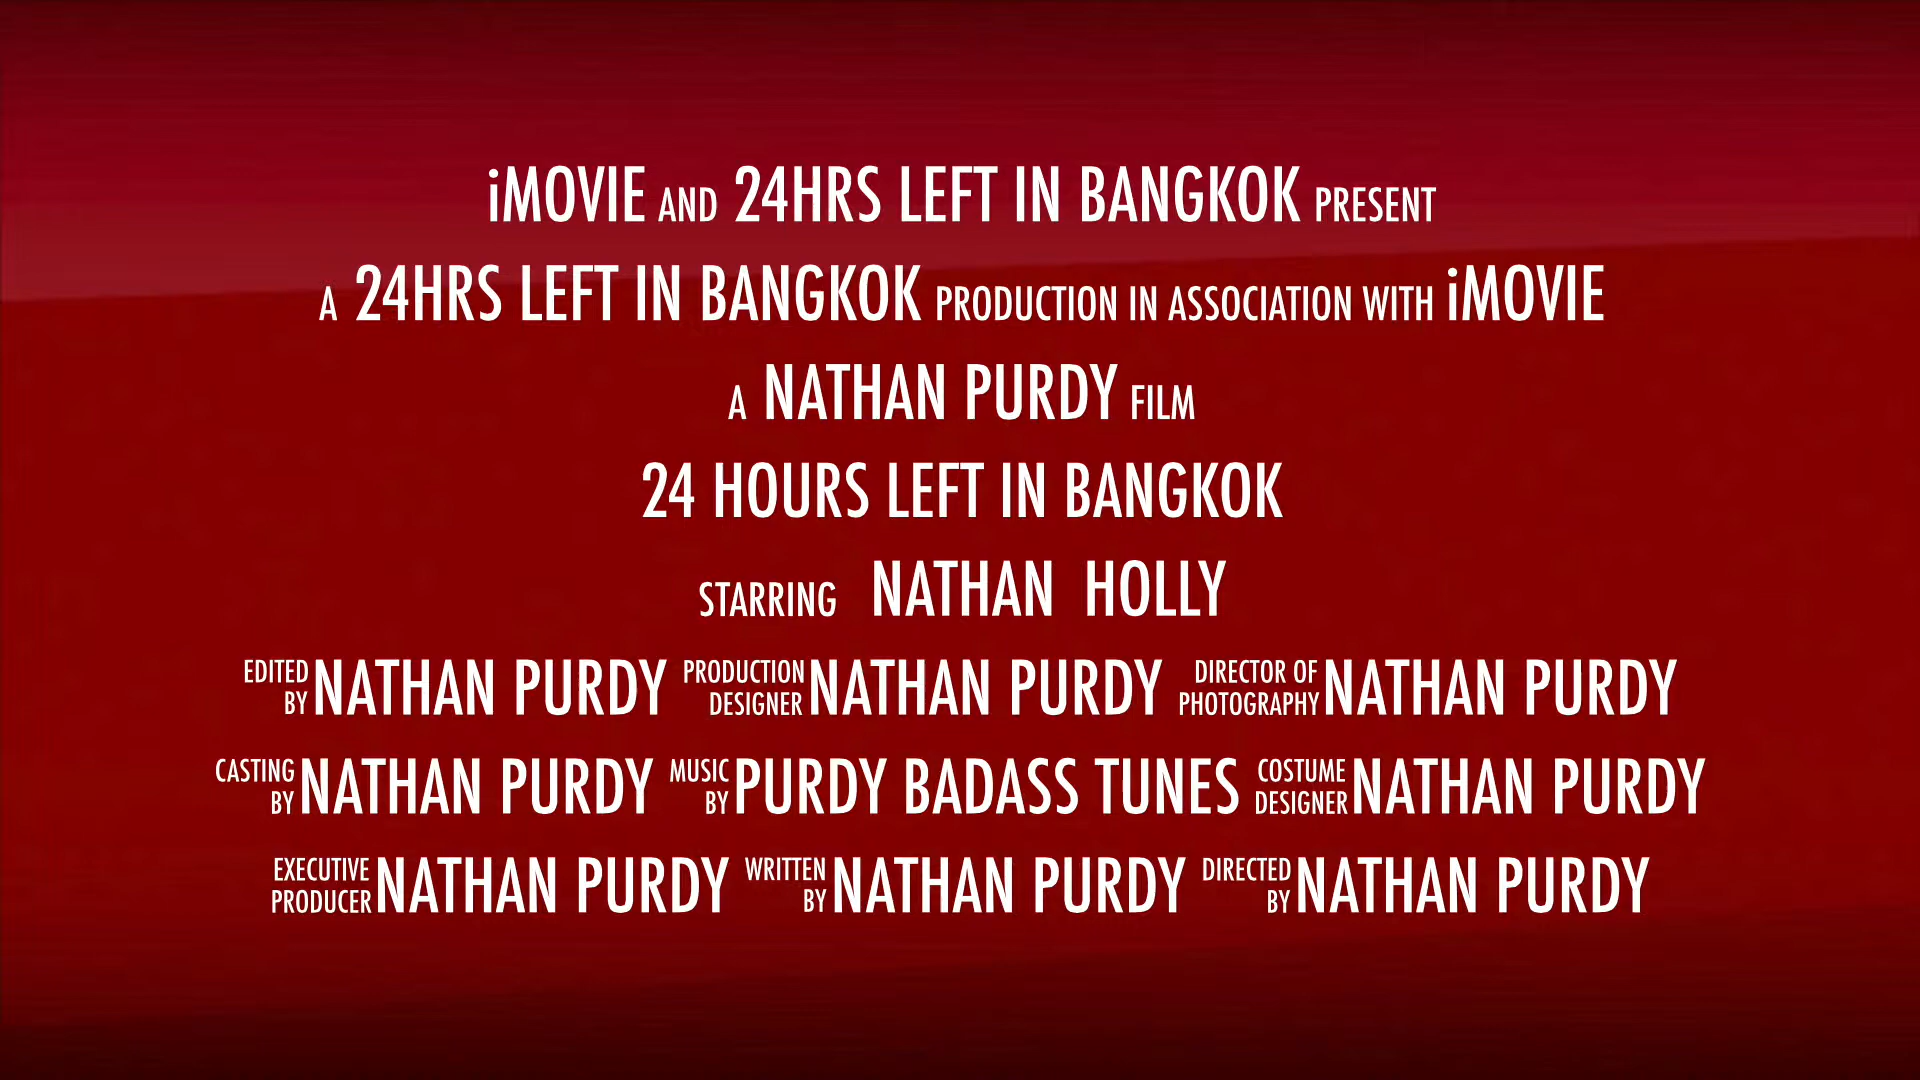 iMOVIE AND 24HRS LEFT IN BANGKOK PRESENT
A 24HRS LEFT IN BANGKOK PRODUCTION IN ASSOCIATION WITH iMOVIE
A NATHAN PURDY FILM
24 HOURS LEFT IN BANGKOK
STARRING NATHAN HOLLY
EDITED BY NATHAN PURDY PRODUCTION DESIGNER NATHAN PURDY DIRECTOR OF PHOTOGRAPHY NATHAN PURDY
CASTING BY NATHAN PURDY MUSIC BY PURDY BADASS TUNES COSTUME DESIGNER NATHAN PURDY
EXECUTIVE PRODUCER NATHAN PURDY WRITTEN BY NATHAN PURDY DIRECTED BY NATHAN PURDY